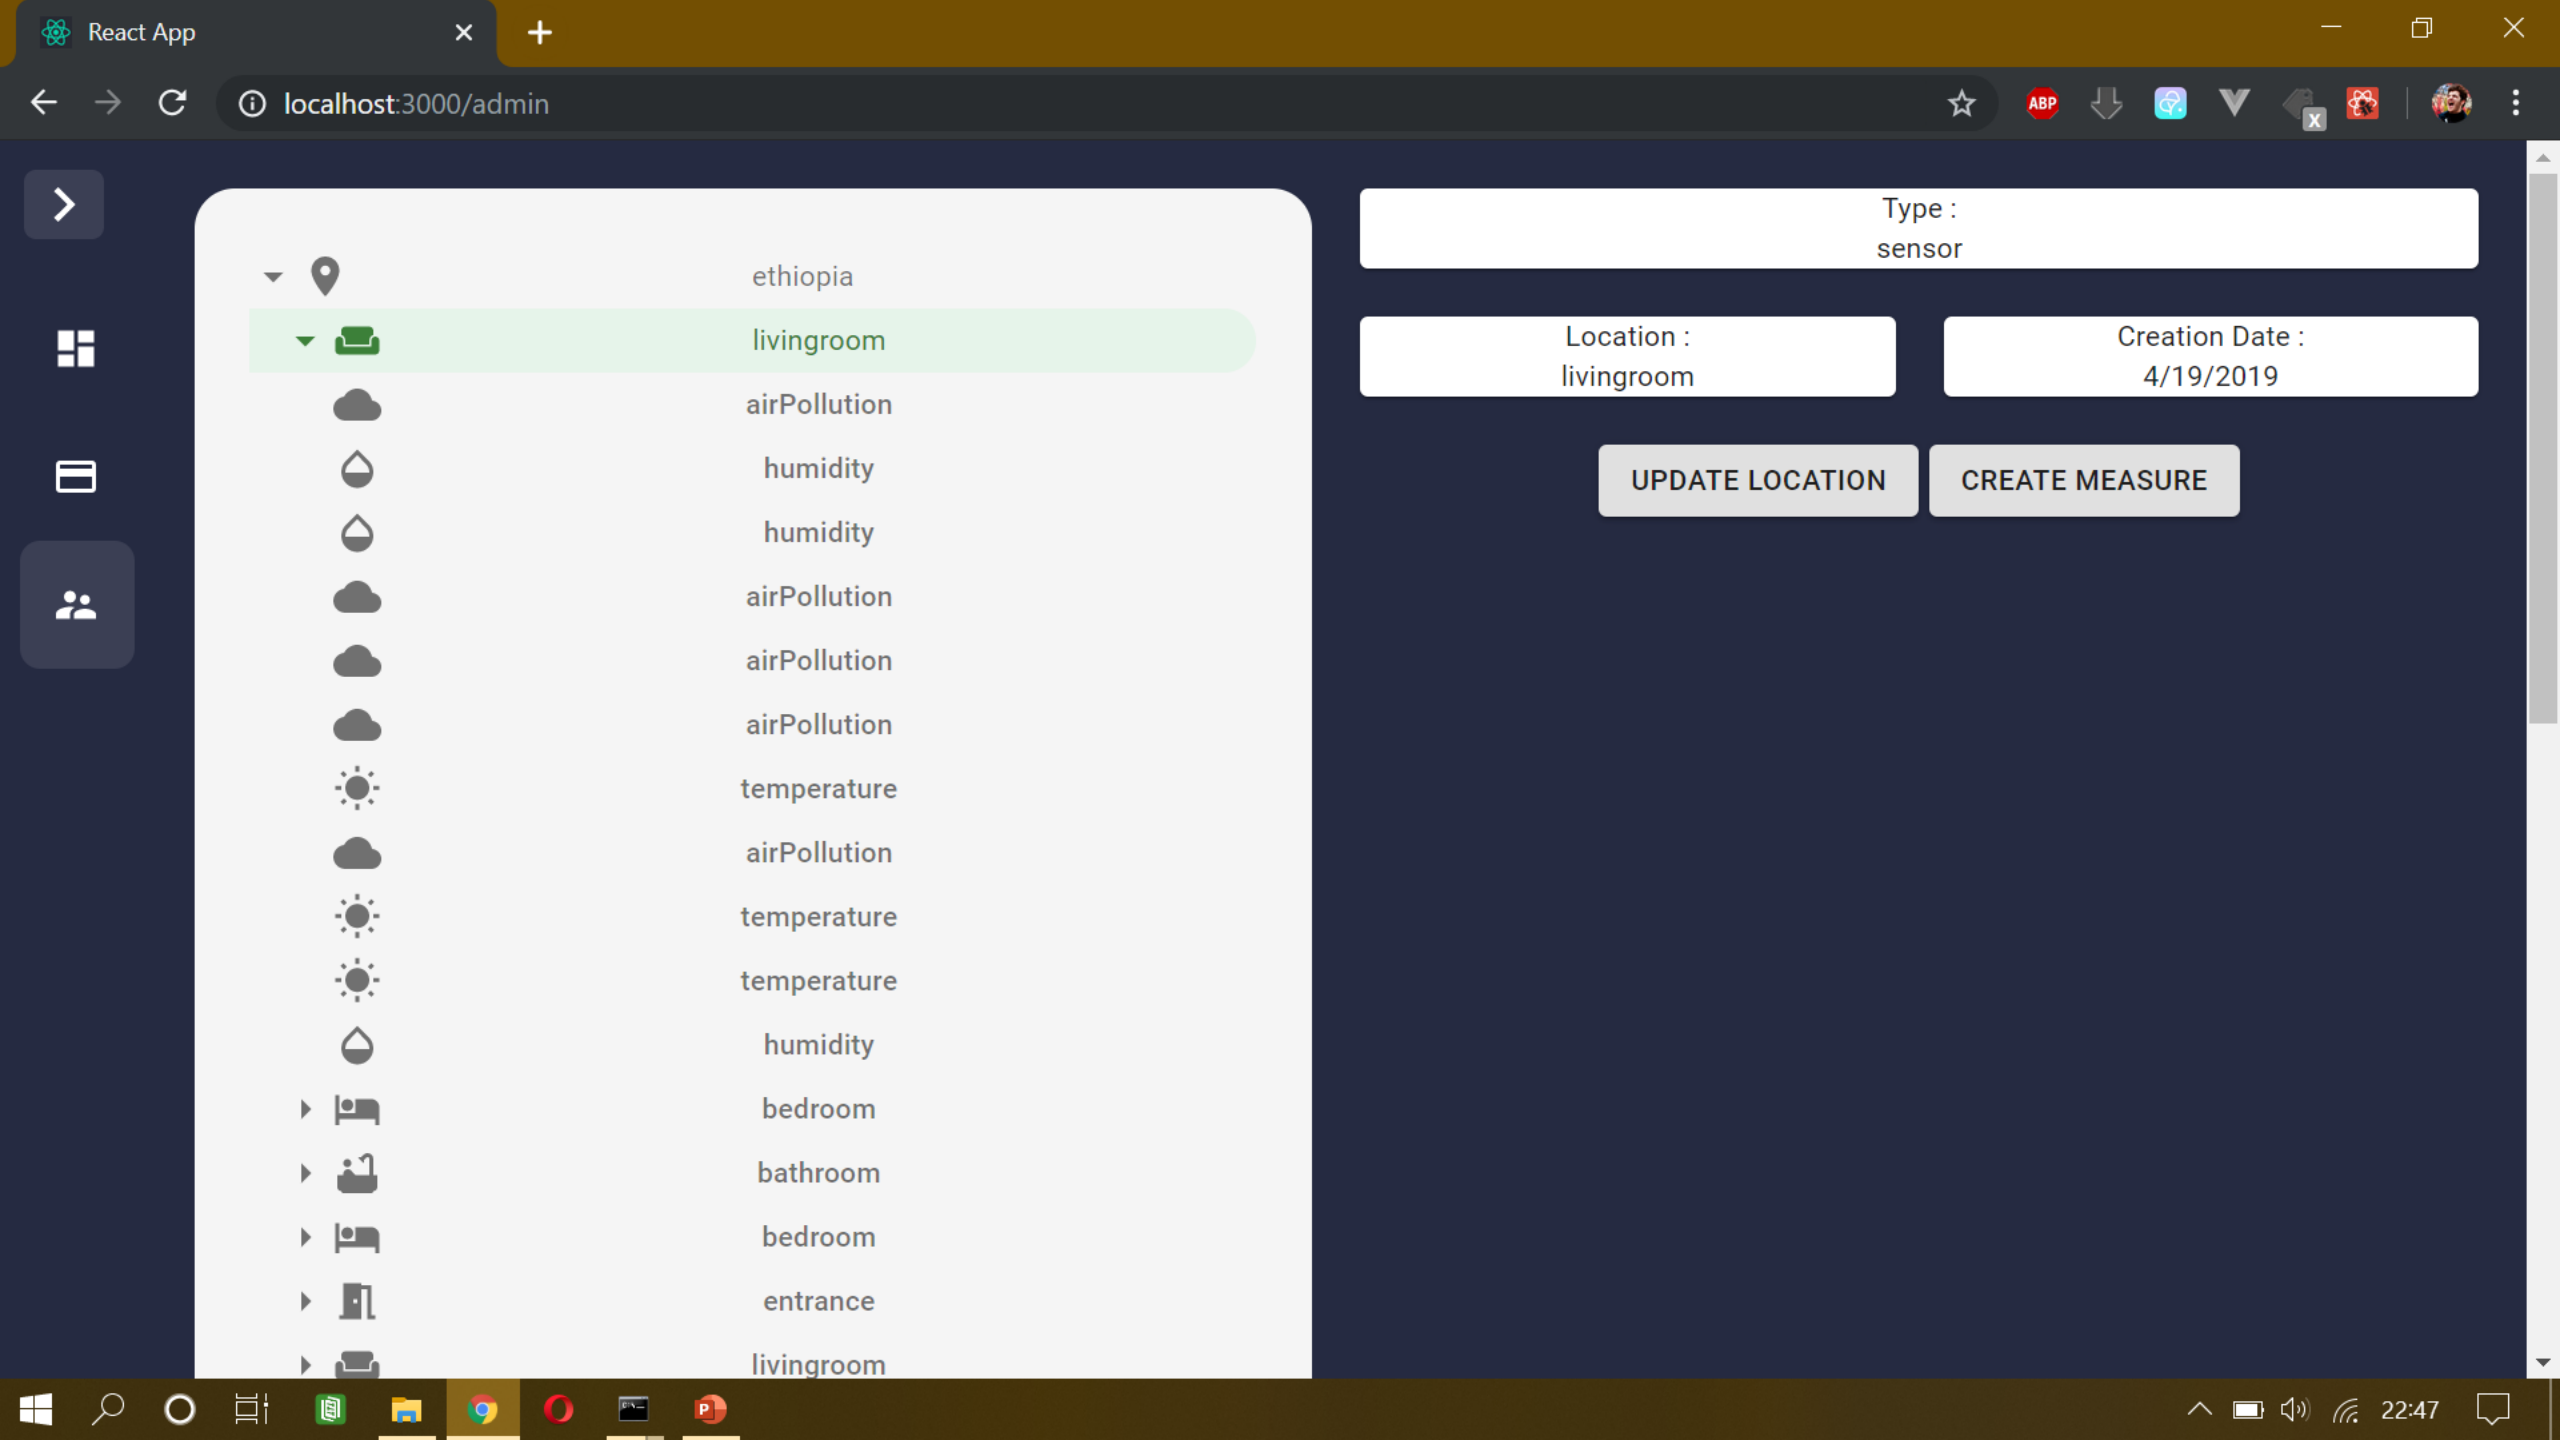 React App
localhost:3000/admin
ABP
X
ethiopia
livingroom
airPollution
humidity
humidity
airPollution
airPollution
airPollution
temperature
airPollution
temperature
temperature
humidity
bedroom
bathroom
bedroom
entrance
livingroom
Type :
sensor
Location :
livingroom
Creation Date :
4/19/2019
UPDATE LOCATION
CREATE MEASURE
P
22:47